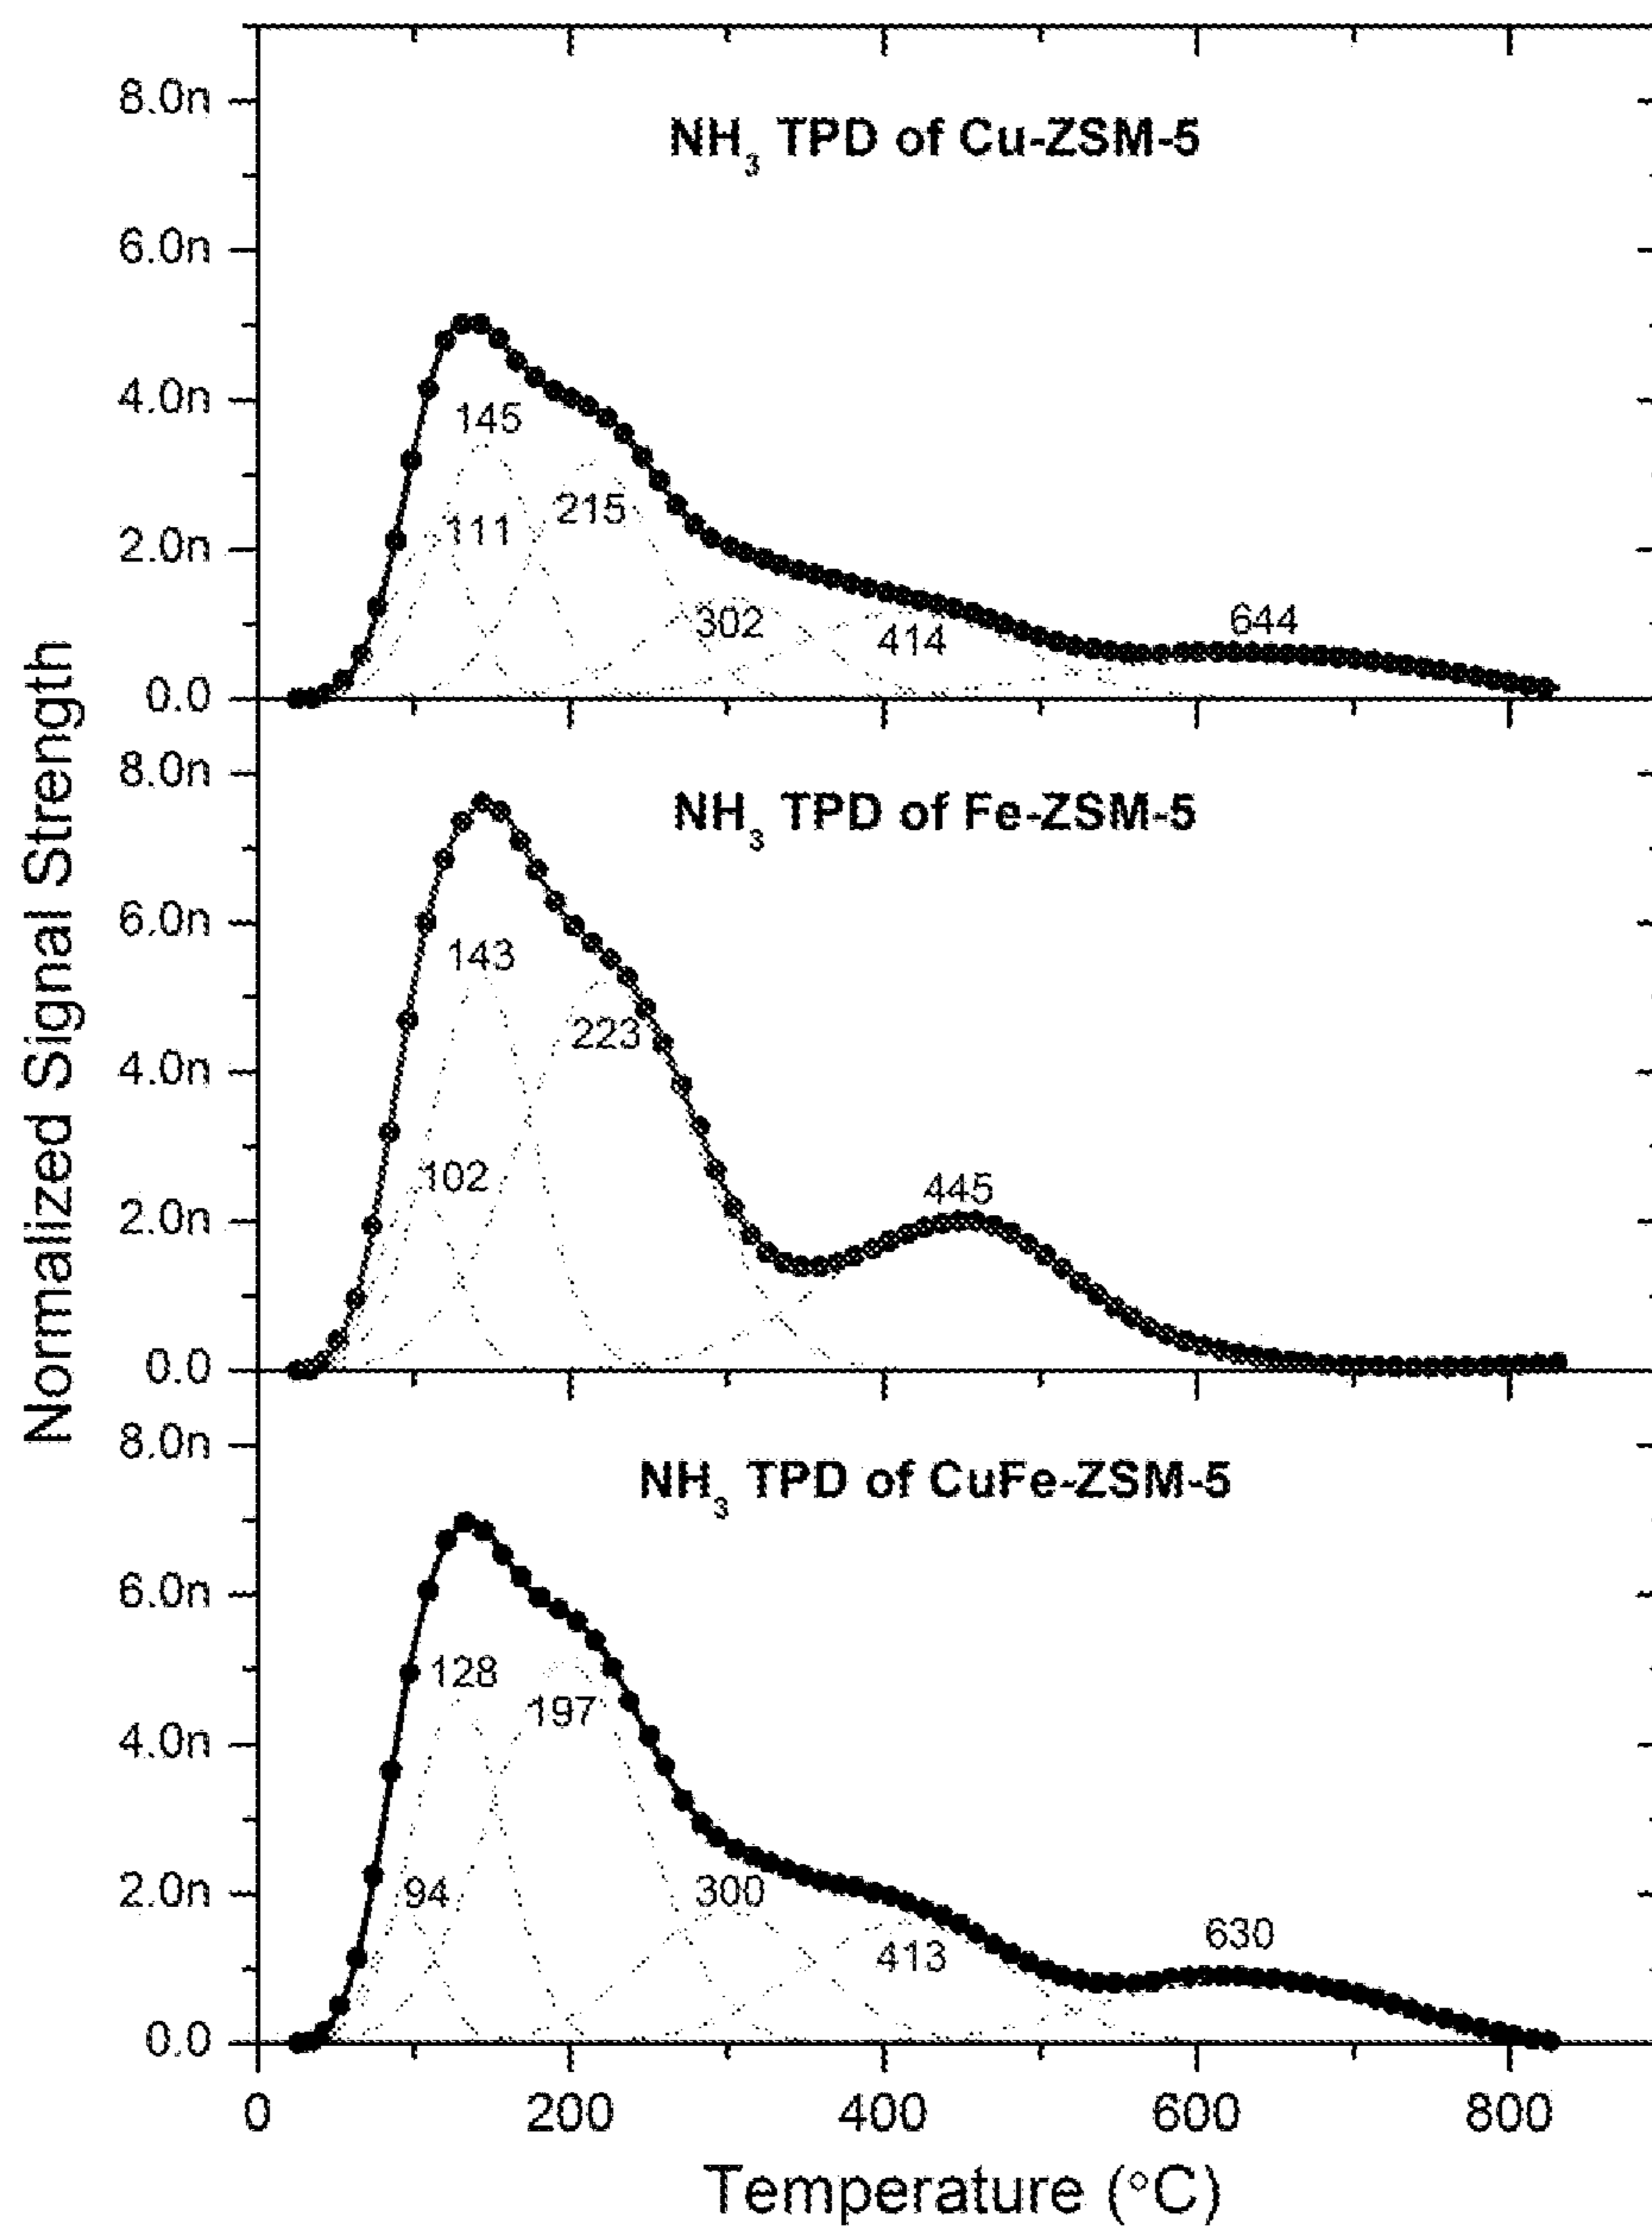 Normalized Signal Strength
8.0n
NH₃ TPD of Cu-ZSM-5
6.0n
4.0n
145
215
111
2.0n
302
644
414
0.0
8.0n
NH₃ TPD of Fe-ZSM-5
6.0n
143
223
4.0n
102
445
2.0n
0.0
8.0n
NH₃ TPD of CuFe-ZSM-5
6.0n
128
197
4.0n
94
300
2.0n
630
413
0.0
0 200 400 600 800
Temperature (°C)